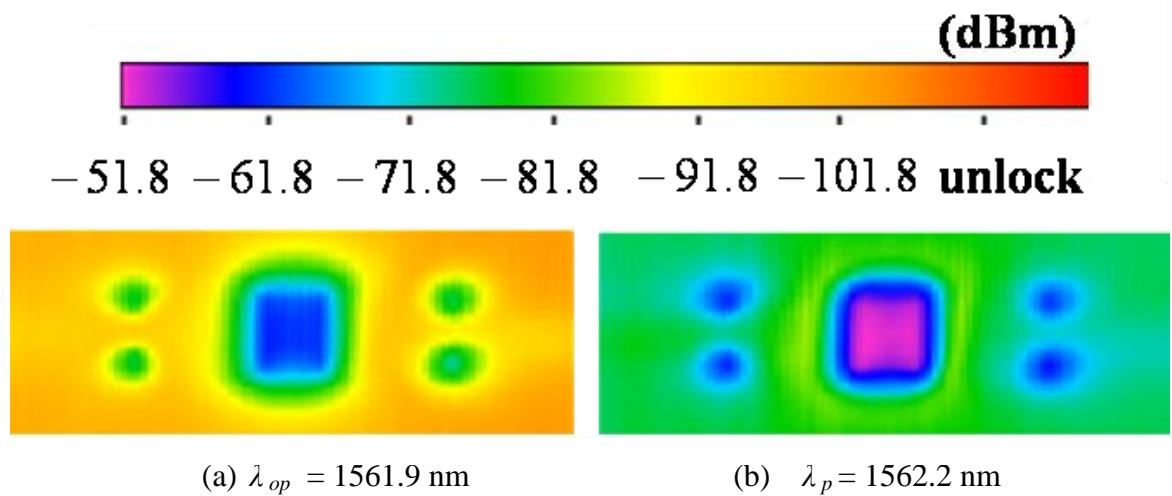 (dBm)
−51.8 −61.8 −71.8 −81.8 −91.8 −101.8 unlock
(a) λop = 1561.9 nm (b) λp = 1562.2 nm